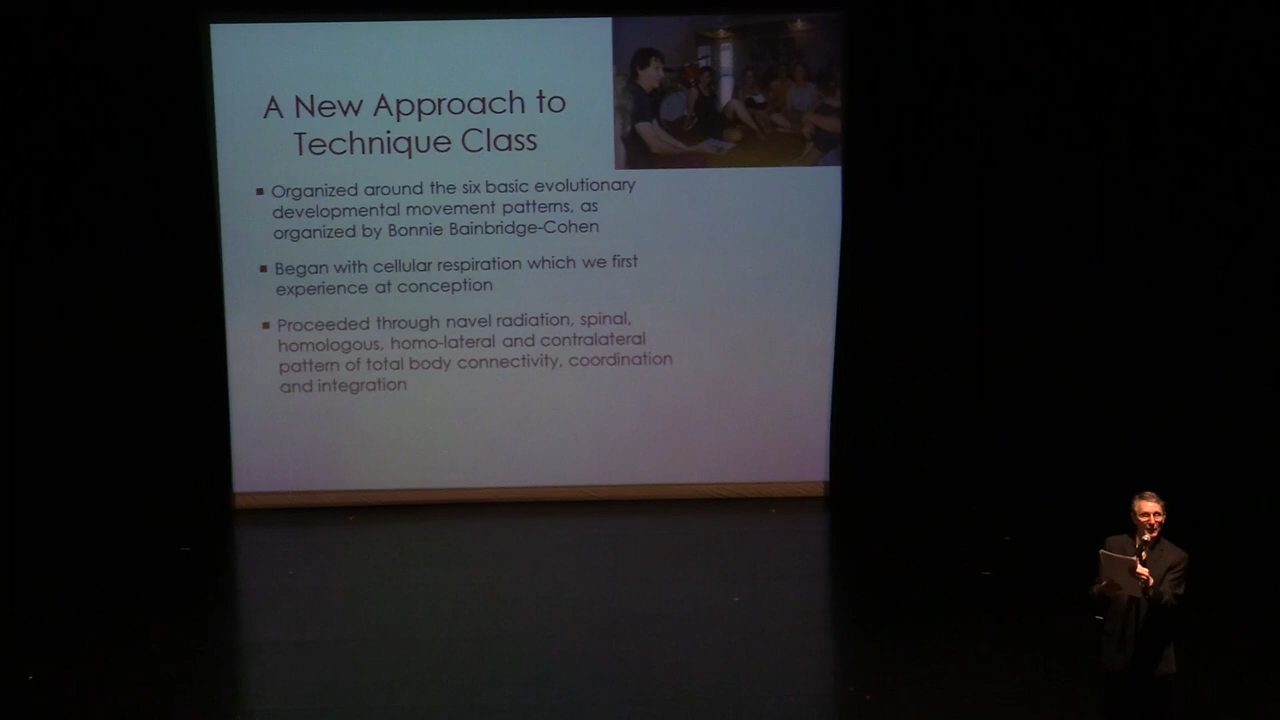 A New Approach to
Technique Class
Organized around the six basic evolutionary
developmental movement patterns, as
organized by Bonnie Bainbridge-Cohen
Began with cellular respiration which we first
experience at conception
Proceeded through navel radiation, spinal,
homologous, homo-lateral and contralateral
pattern of total body connectivity, coordination
and integration